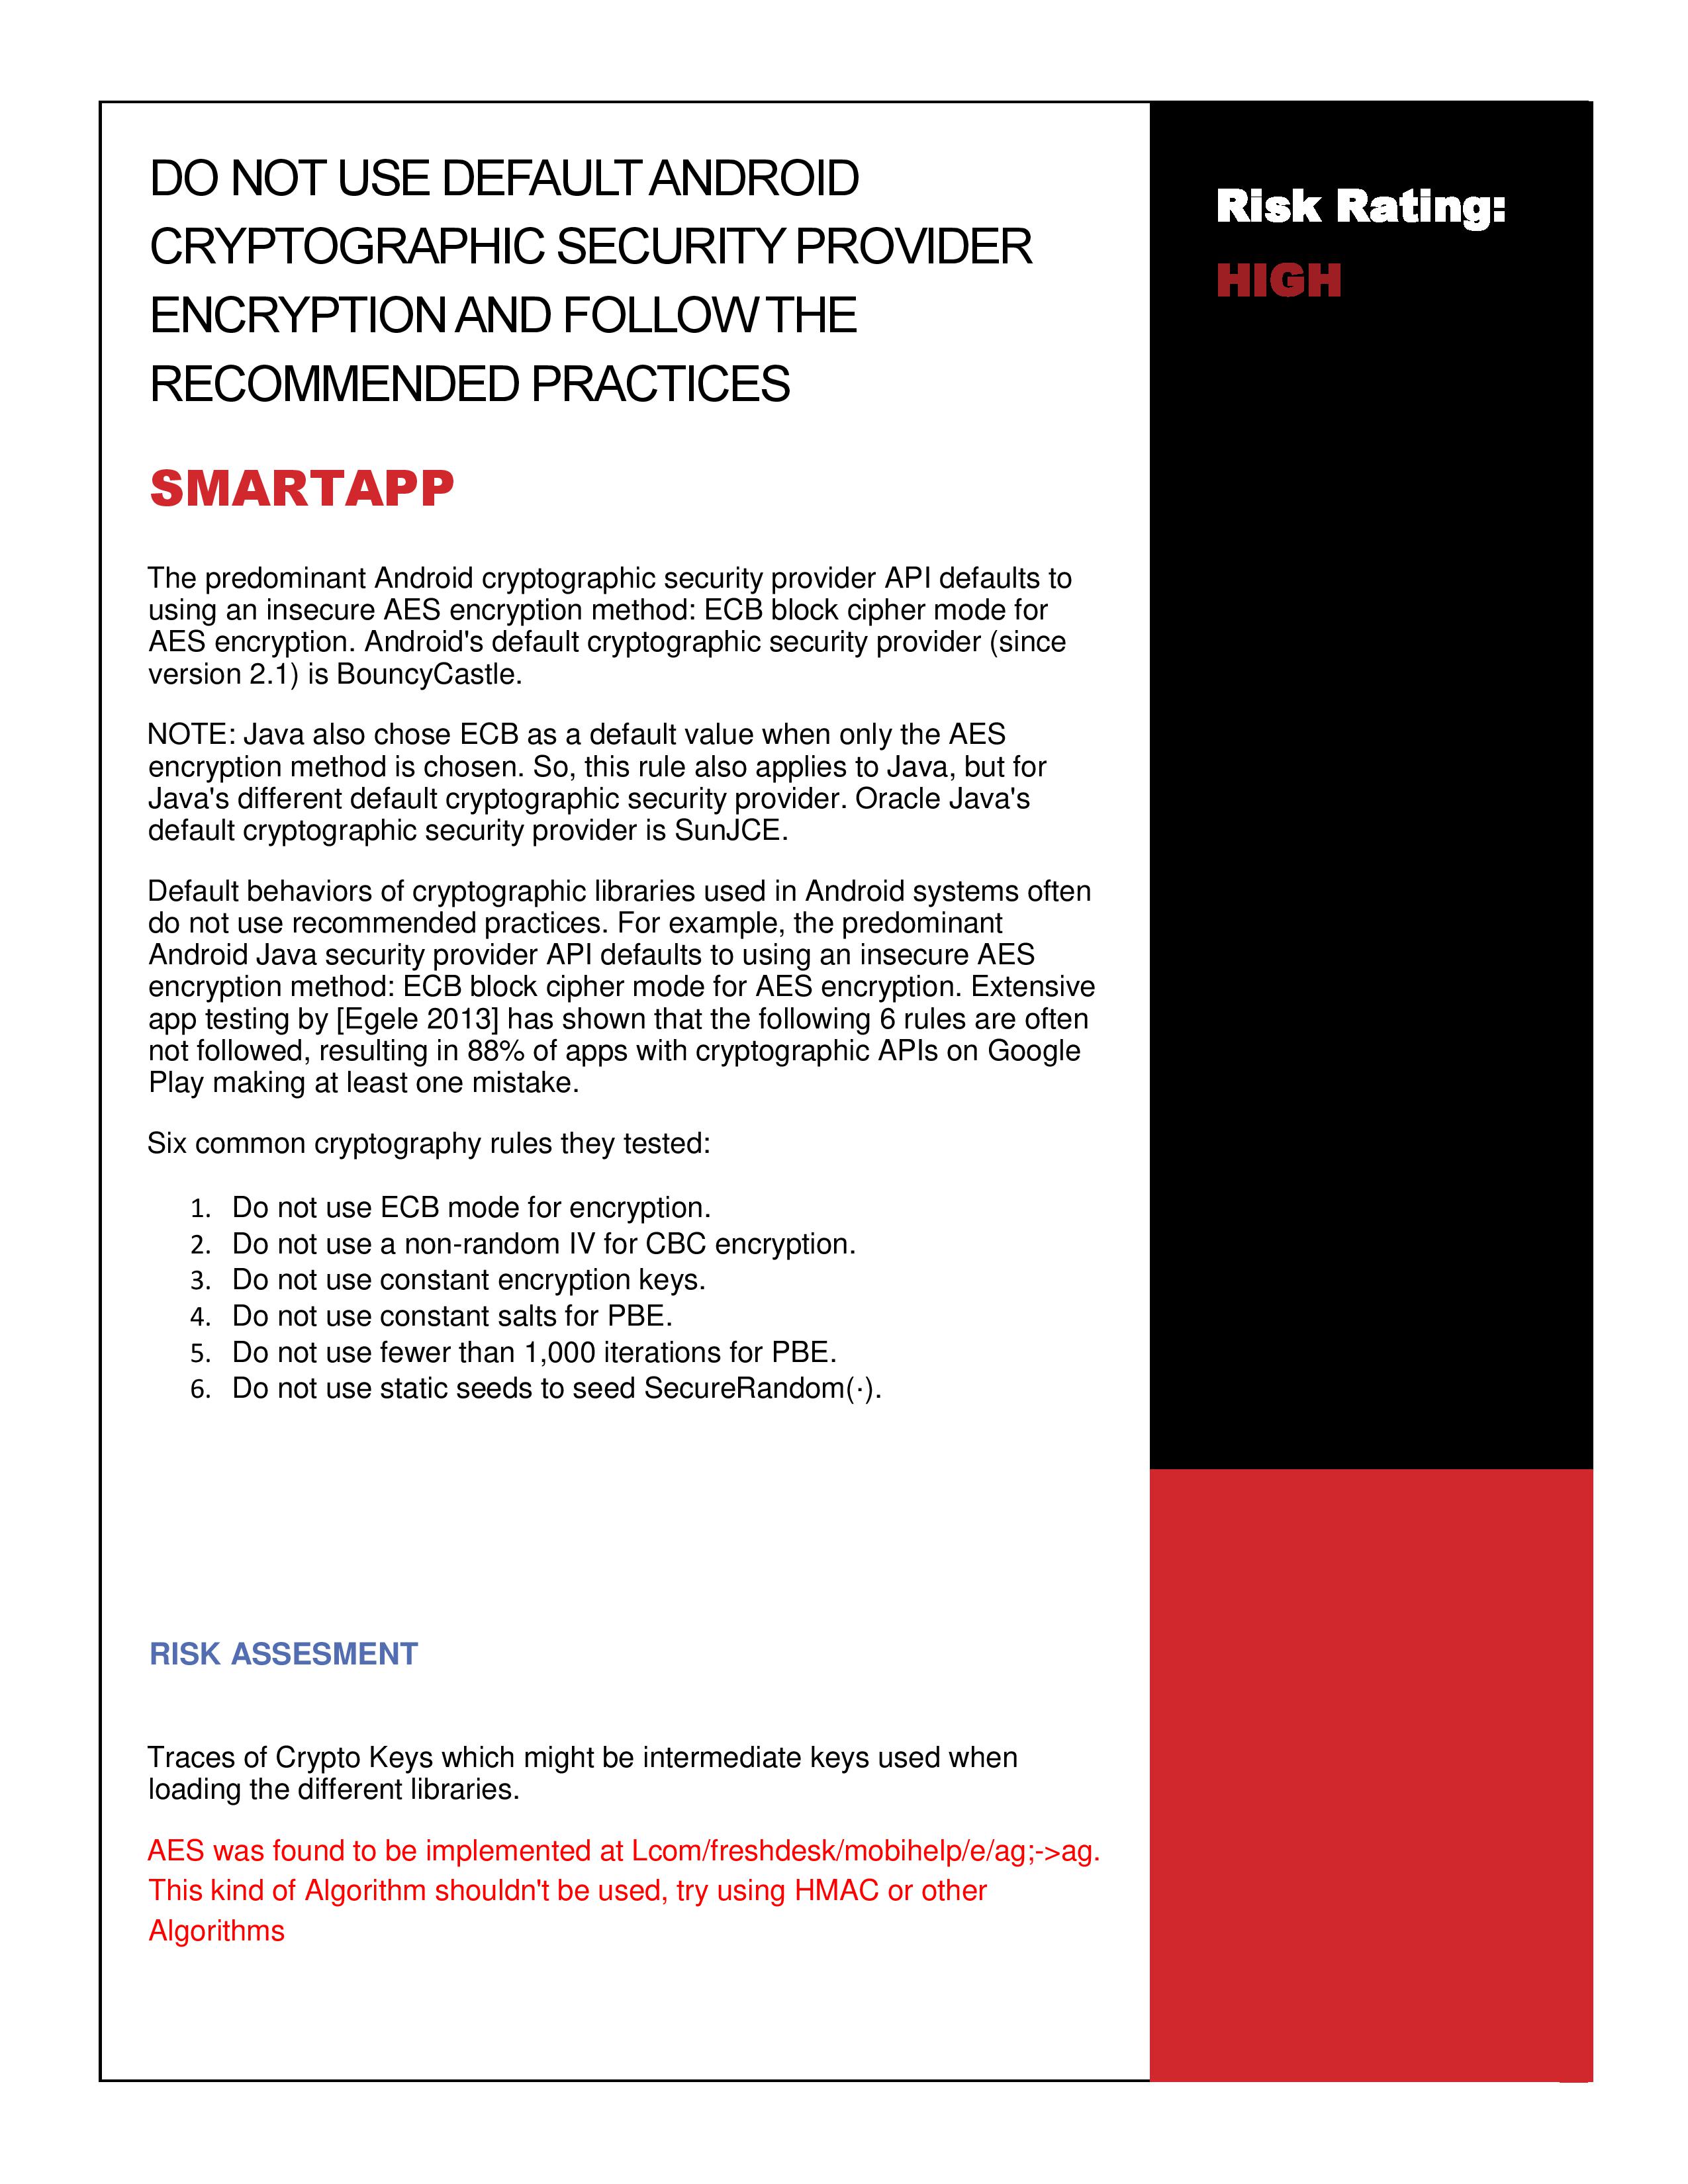 DO NOT USE DEFAULT ANDROID
CRYPTOGRAPHIC SECURITY PROVIDER
ENCRYPTION AND FOLLOW THE
RECOMMENDED PRACTICES
Risk Rating:
HIGH
SMARTAPP
The predominant Android cryptographic security provider API defaults to
using an insecure AES encryption method: ECB block cipher mode for
AES encryption. Android's default cryptographic security provider (since
version 2.1) is BouncyCastle.
NOTE: Java also chose ECB as a default value when only the AES
encryption method is chosen. So, this rule also applies to Java, but for
Java's different default cryptographic security provider. Oracle Java's
default cryptographic security provider is SunJCE.
Default behaviors of cryptographic libraries used in Android systems often
do not use recommended practices. For example, the predominant
Android Java security provider API defaults to using an insecure AES
encryption method: ECB block cipher mode for AES encryption. Extensive
app testing by [Egele 2013] has shown that the following 6 rules are often
not followed, resulting in 88% of apps with cryptographic APIs on Google
Play making at least one mistake.
Six common cryptography rules they tested:
1. Do not use ECB mode for encryption.
2. Do not use a non-random IV for CBC encryption.
3. Do not use constant encryption keys.
4. Do not use constant salts for PBE.
5. Do not use fewer than 1,000 iterations for PBE.
6. Do not use static seeds to seed SecureRandom(·).
RISK ASSESMENT
Traces of Crypto Keys which might be intermediate keys used when
loading the different libraries.
AES was found to be implemented at Lcom/freshdesk/mobihelp/e/ag;->ag.
This kind of Algorithm shouldn't be used, try using HMAC or other
Algorithms